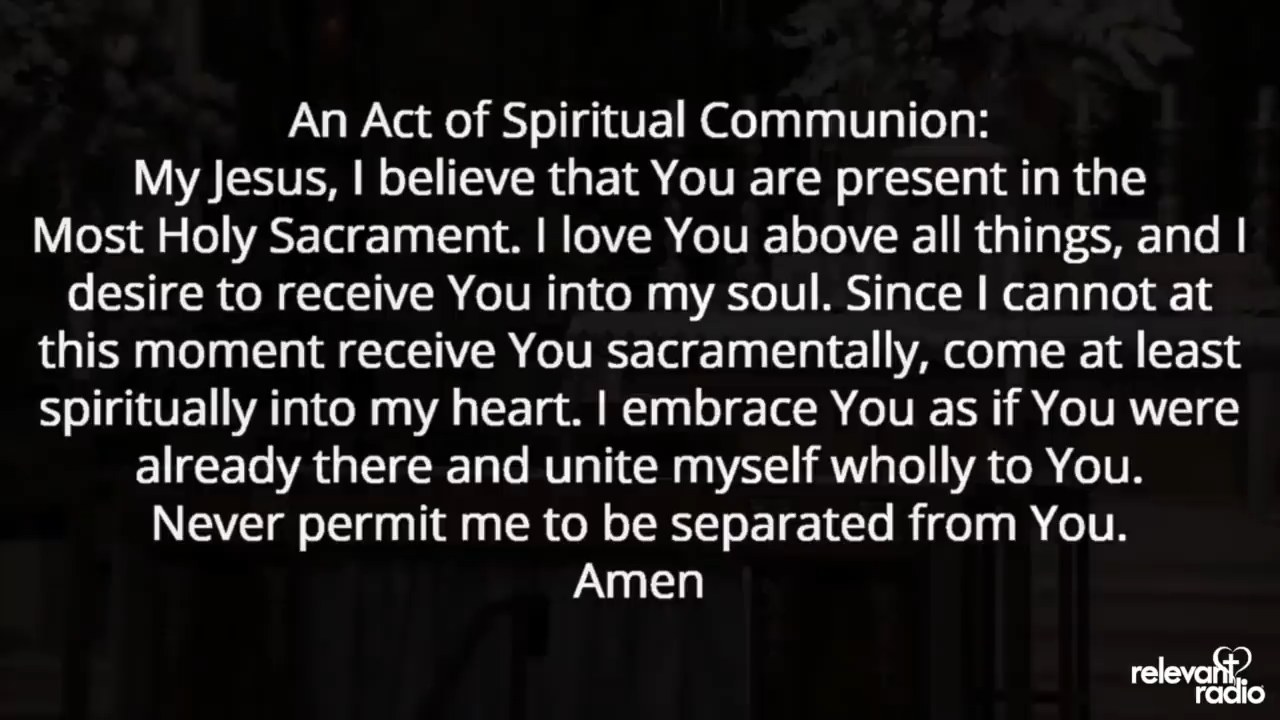 An Act of Spiritual Communion:
My Jesus, I believe that You are present in the
Most Holy Sacrament. I love You above all things, and I
desire to receive You into my soul. Since I cannot at
this moment receive You sacramentally, come at least
spiritually into my heart. I embrace You as if You were
already there and unite myself wholly to You.
Never permit me to be separated from You.
Amen
relevant
radio